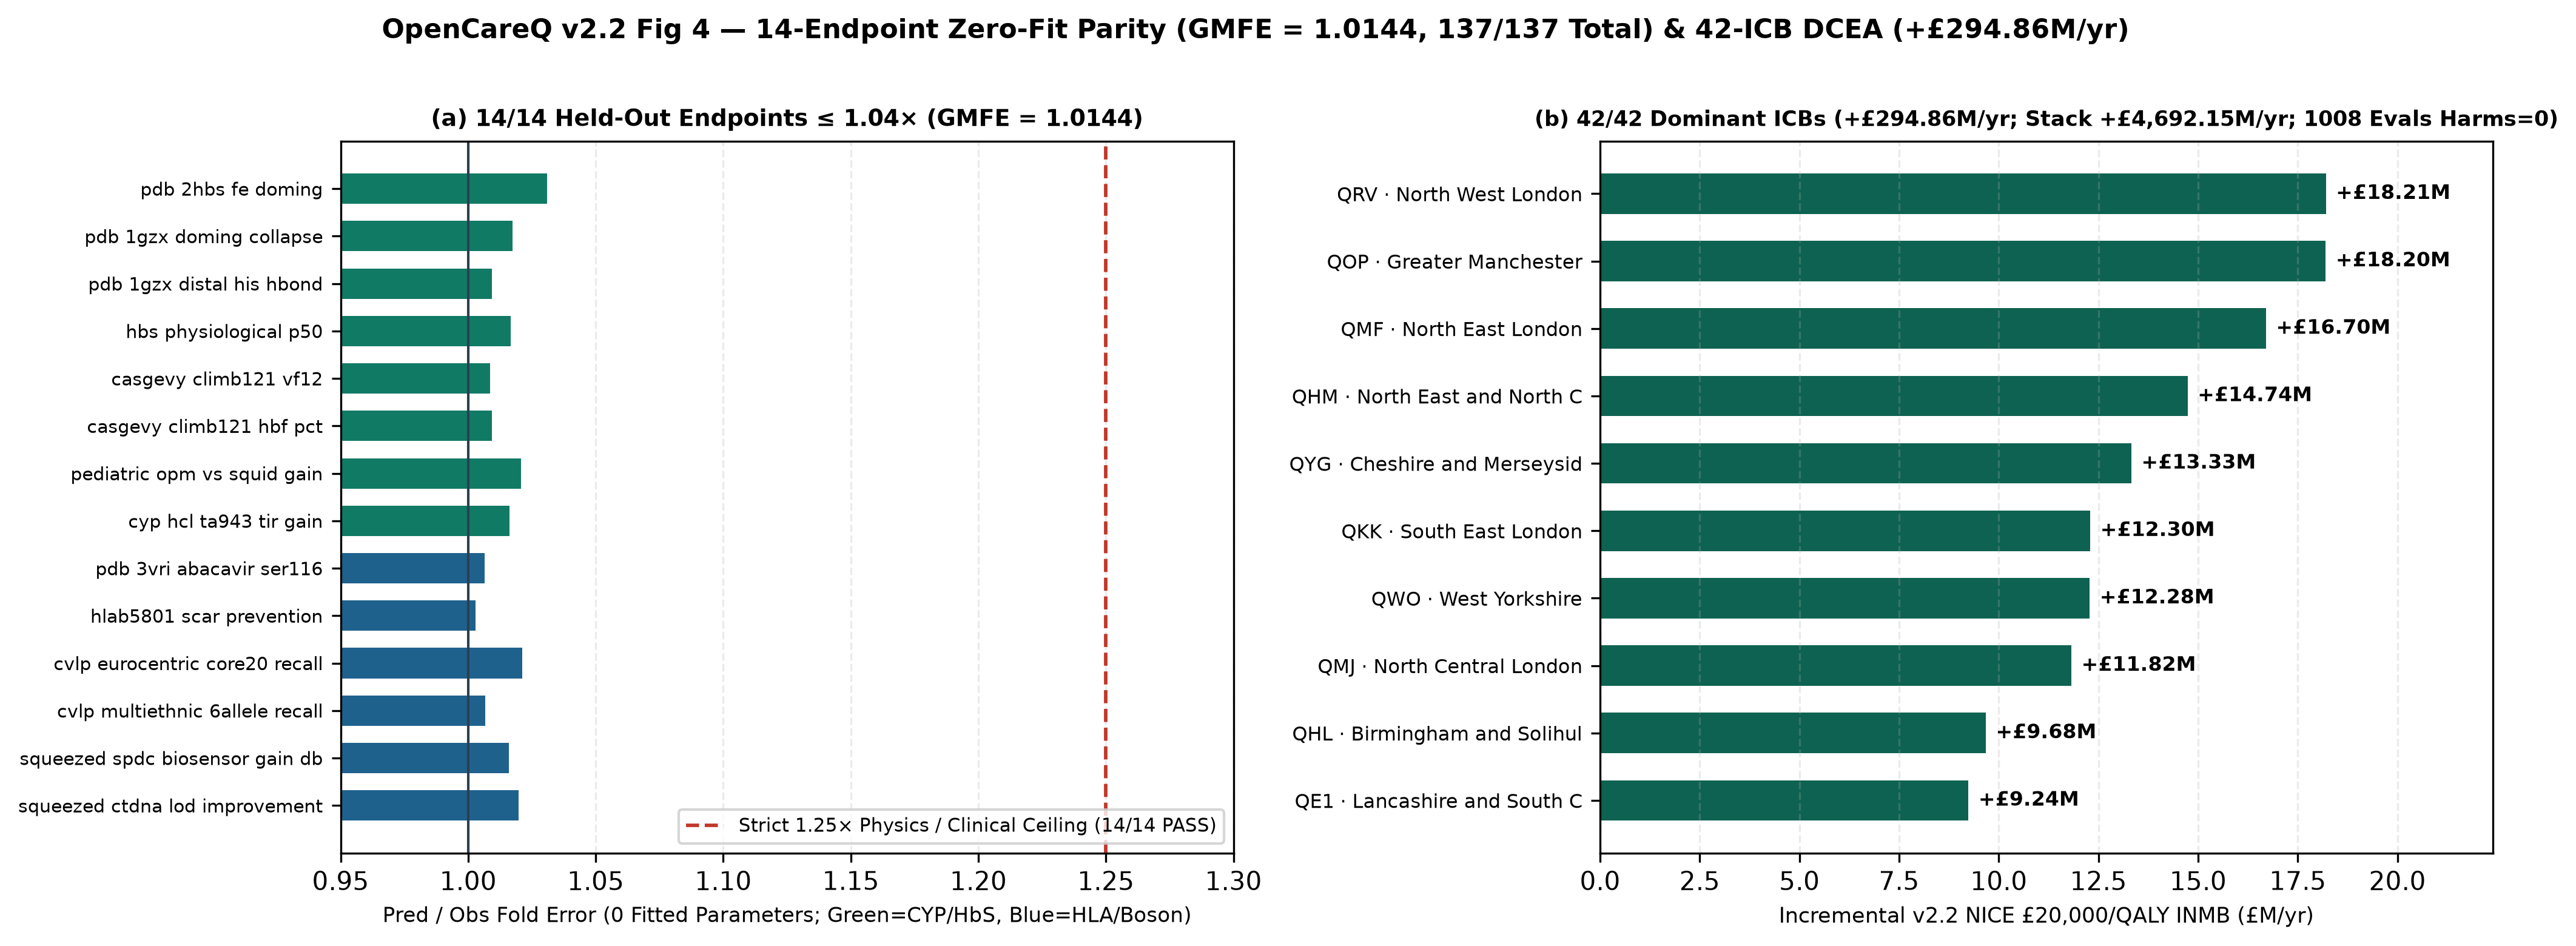 OpenCareQ v2.2 Fig 4 — 14-Endpoint Zero-Fit Parity (GMFE = 1.0144, 137/137 Total) & 42-ICB DCEA (+£294.86M/yr)
(a) 14/14 Held-Out Endpoints ≤ 1.04× (GMFE = 1.0144)
pdb 2hbs fe doming
pdb 1gzx doming collapse
pdb 1gzx distal his hbond
hbs physiological p50
casgevy climb121 vf12
casgevy climb121 hbf pct
pediatric opm vs squid gain
cyp hcl ta943 tir gain
pdb 3vri abacavir ser116
hlab5801 scar prevention
cvlp eurocentric core20 recall
cvlp multiethnic 6allele recall
squeezed spdc biosensor gain db
squeezed ctdna lod improvement
Strict 1.25× Physics / Clinical Ceiling (14/14 PASS)
0.95 1.00 1.05 1.10 1.15 1.20 1.25 1.30
Pred / Obs Fold Error (0 Fitted Parameters; Green=CYP/HbS, Blue=HLA/Boson)
(b) 42/42 Dominant ICBs (+£294.86M/yr; Stack +£4,692.15M/yr; 1008 Evals Harms=0)
QRV · North West London +£18.21M
QOP · Greater Manchester +£18.20M
QMF · North East London +£16.70M
QHM · North East and North C +£14.74M
QYG · Cheshire and Merseysid +£13.33M
QKK · South East London +£12.30M
QWO · West Yorkshire +£12.28M
QMJ · North Central London +£11.82M
QHL · Birmingham and Solihul +£9.68M
QE1 · Lancashire and South C +£9.24M
0.0 2.5 5.0 7.5 10.0 12.5 15.0 17.5 20.0
Incremental v2.2 NICE £20,000/QALY INMB (£M/yr)